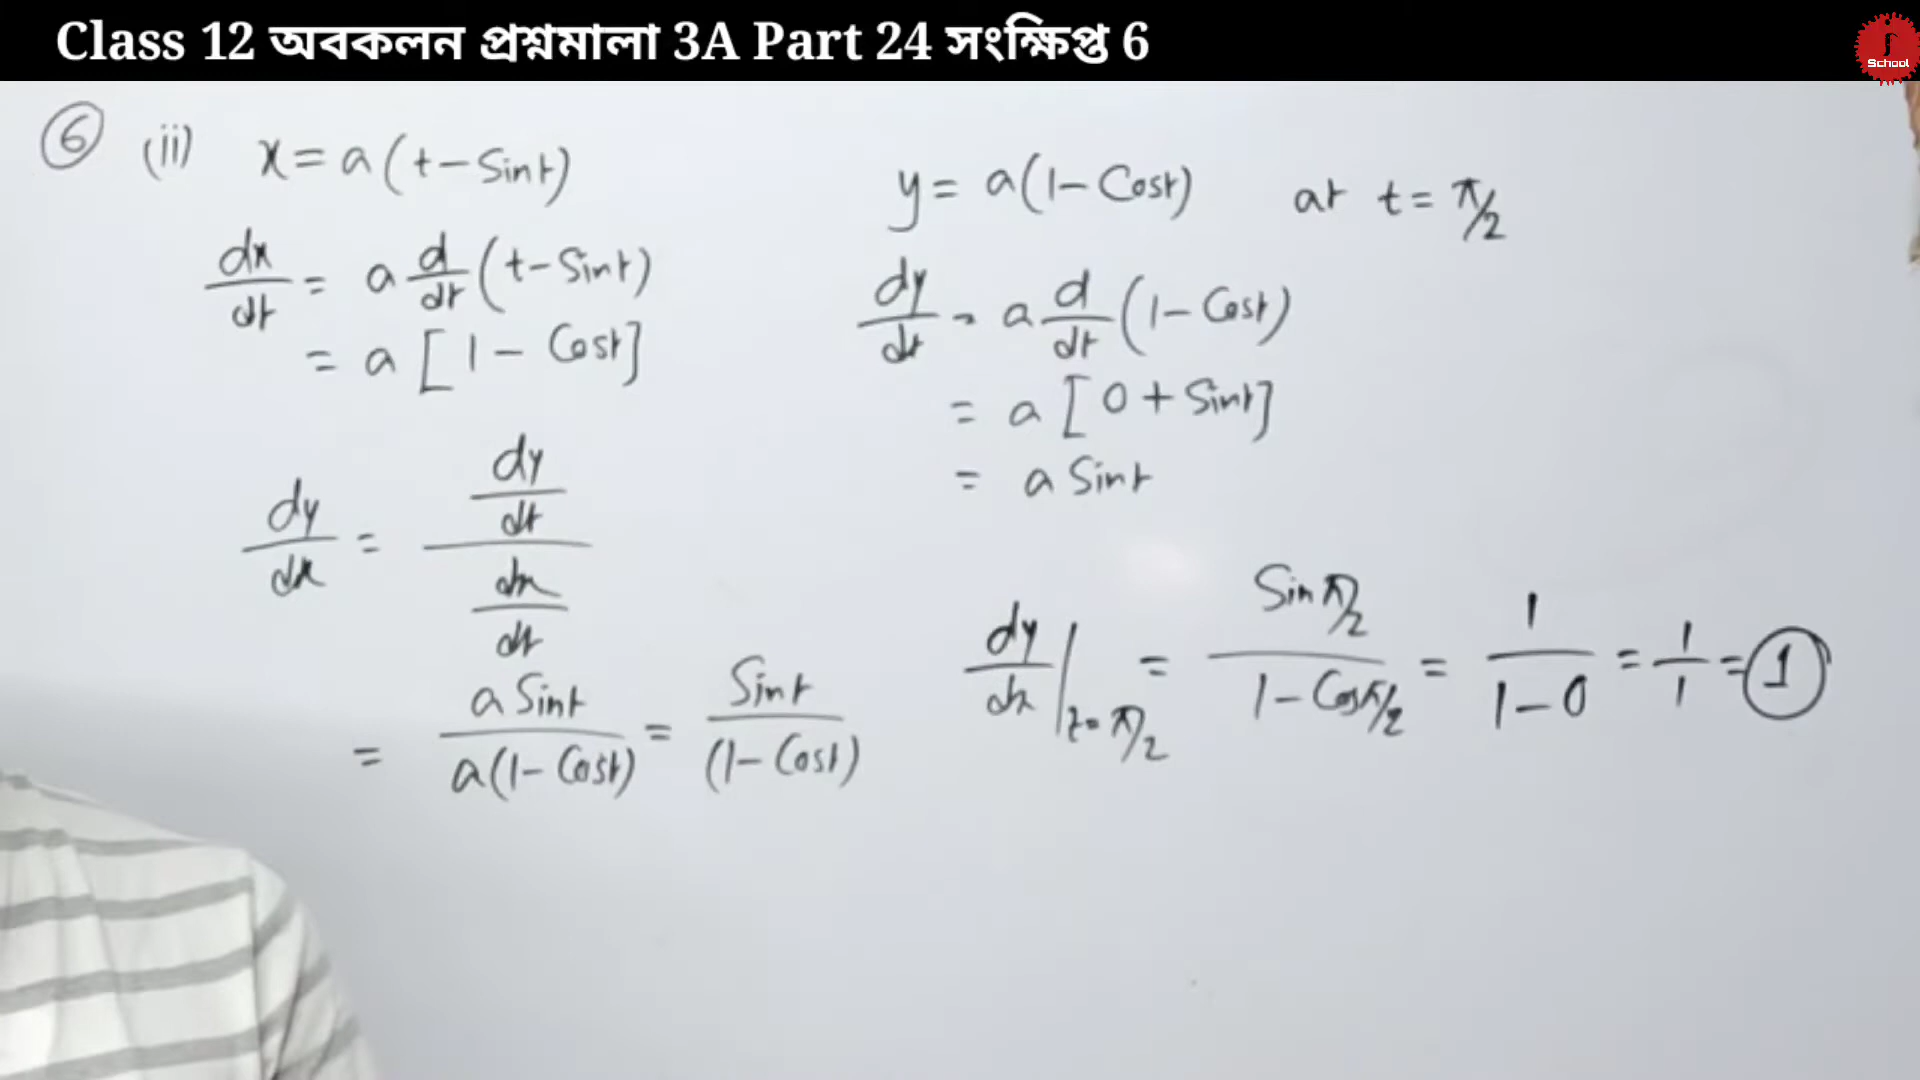 Class 12 অবকলন প্রশ্নমালা 3A Part 24 সংক্ষিপ্ত 6
School
6 (ii) x = a(t - Sint)    y = a(1 - Cost)    at t = π/2
dx/dt = a d/dt (t - Sint)
= a [1 - Cost]
dy/dt = a d/dt (1 - Cost)
= a [0 + Sint]
= a Sint
dy/dx = (dy/dt)/(dx/dt)
= a Sint / a(1 - Cost) = Sint / (1 - Cost)
dy/dx | t = π/2 = Sin π/2 / 1 - Cos π/2 = 1 / 1 - 0 = 1/1 = 1